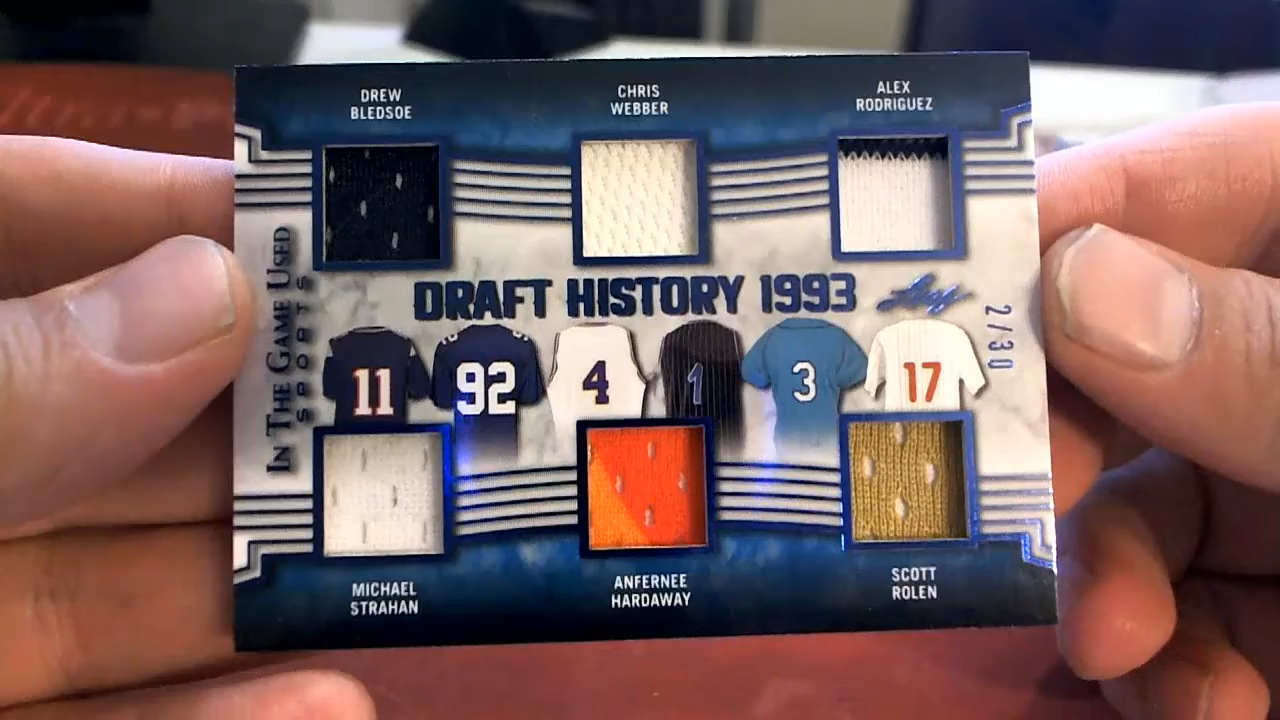 DREW
BLEDSOE
CHRIS
WEBBER
ALEX
RODRIGUEZ
IN THE GAME USED
SPORTS
DRAFT HISTORY 1993
Leaf
2/30
11
92
4
1
3
17
MICHAEL
STRAHAN
ANFERNEE
HARDAWAY
SCOTT
ROLEN